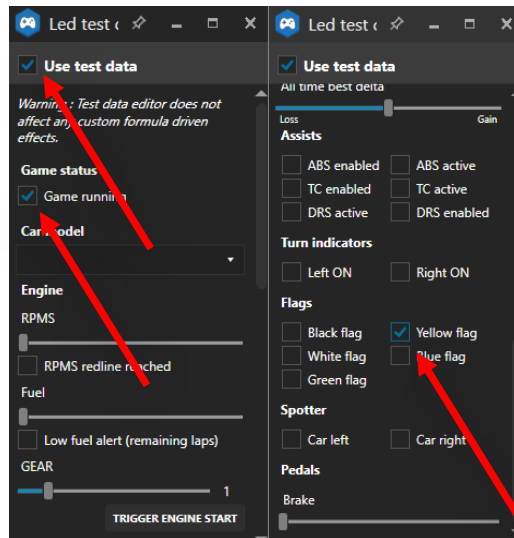 Led test
Use test data
Warning : Test data editor does not
affect any custom formula driven
effects.
Game status
Game running
Car model
Engine
RPMS
RPMS redline reached
Fuel
Low fuel alert (remaining laps)
GEAR
1
TRIGGER ENGINE START
Led test
Use test data
All time best delta
Loss Gain
Assists
ABS enabled ABS active
TC enabled TC active
DRS active DRS enabled
Turn indicators
Left ON Right ON
Flags
Black flag Yellow flag
White flag Blue flag
Green flag
Spotter
Car left Car right
Pedals
Brake